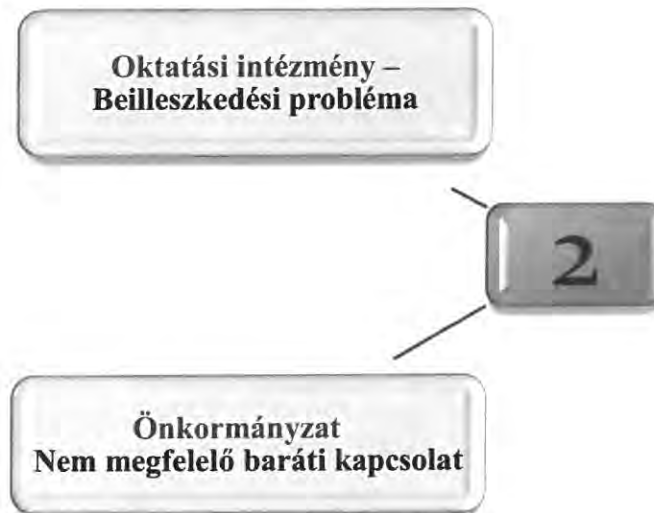 Oktatási intézmény –
Beilleszkedési probléma
2
Önkormányzat
Nem megfelelő baráti kapcsolat